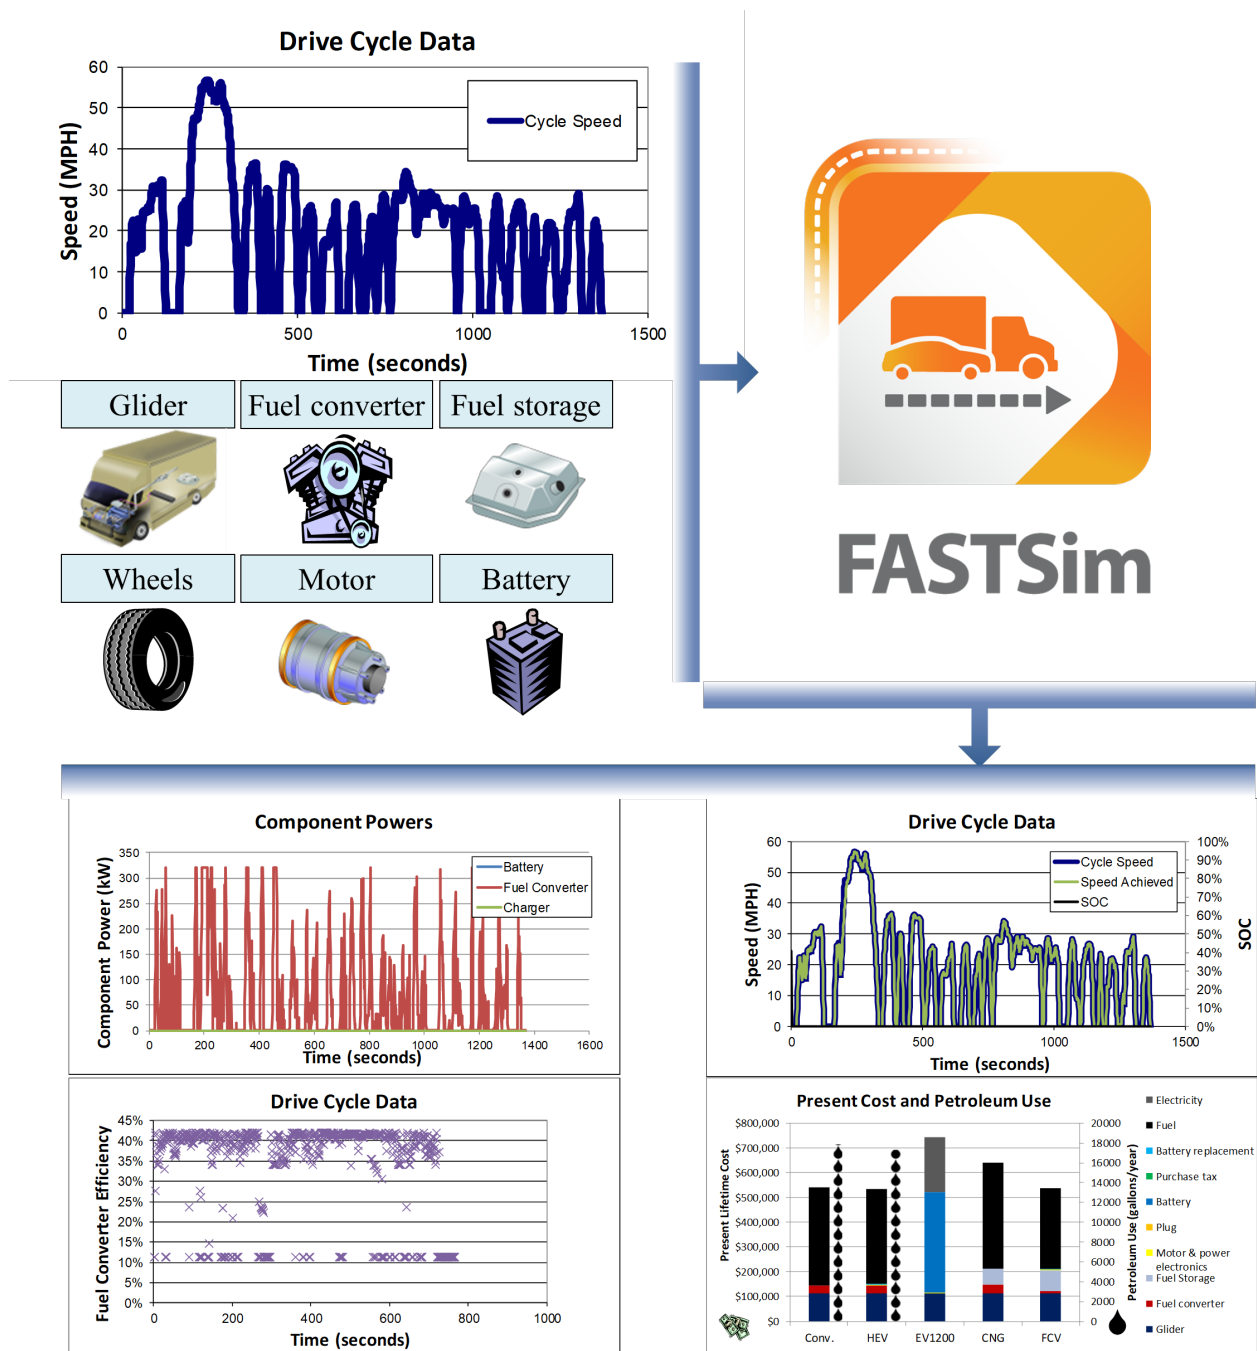 Drive Cycle Data
60
50
40
30
20
10
0
Speed (MPH)
Cycle Speed
0
500
1000
1500
Time (seconds)
Glider
Fuel converter
Fuel storage
Wheels
Motor
Battery
FASTSim
Component Powers
350
300
250
200
150
100
50
0
Component Power (kW)
Battery
Fuel Converter
Charger
0
200
400
600
800
1000
1200
1400
1600
Time (seconds)
Drive Cycle Data
60
50
40
30
20
10
0
Speed (MPH)
Cycle Speed
Speed Achieved
SOC
100%
90%
80%
70%
60%
50%
40%
30%
20%
10%
0%
SOC
0
500
1000
1500
Time (seconds)
Drive Cycle Data
45%
40%
35%
30%
25%
20%
15%
10%
5%
0%
Fuel Converter Efficiency
0
200
400
600
800
1000
Time (seconds)
Present Cost and Petroleum Use
$800,000
$700,000
$600,000
$500,000
$400,000
$300,000
$200,000
$100,000
$0
Present Lifetime Cost
20000
18000
16000
14000
12000
10000
8000
6000
4000
2000
0
Petroleum Use (gallons/year)
Conv.
HEV
EV1200
CNG
FCV
Electricity
Fuel
Battery replacement
Purchase tax
Battery
Plug
Motor & power
electronics
Fuel Storage
Fuel converter
Glider